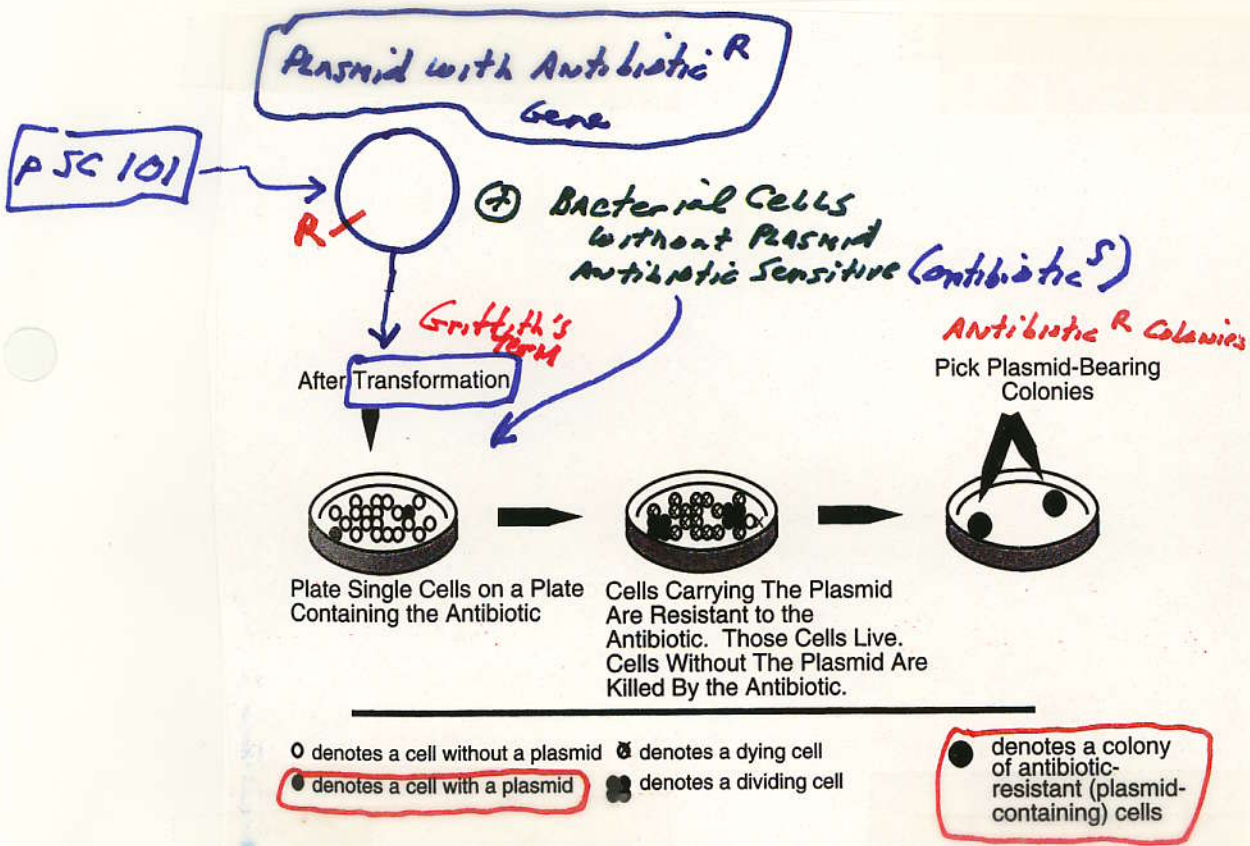 Plasmid with Antibiotic R
Gene
pSC 101
R
+ Bacterial Cells
without Plasmid
Antibiotic Sensitive (antibiotic S)
Griffith's
term
Antibiotic R Colonies
After Transformation
Pick Plasmid-Bearing
Colonies
Plate Single Cells on a Plate
Containing the Antibiotic
Cells Carrying The Plasmid
Are Resistant to the
Antibiotic. Those Cells Live.
Cells Without The Plasmid Are
Killed By the Antibiotic.
denotes a cell without a plasmid
denotes a cell with a plasmid
denotes a dying cell
denotes a dividing cell
denotes a colony
of antibiotic-
resistant (plasmid-
containing) cells